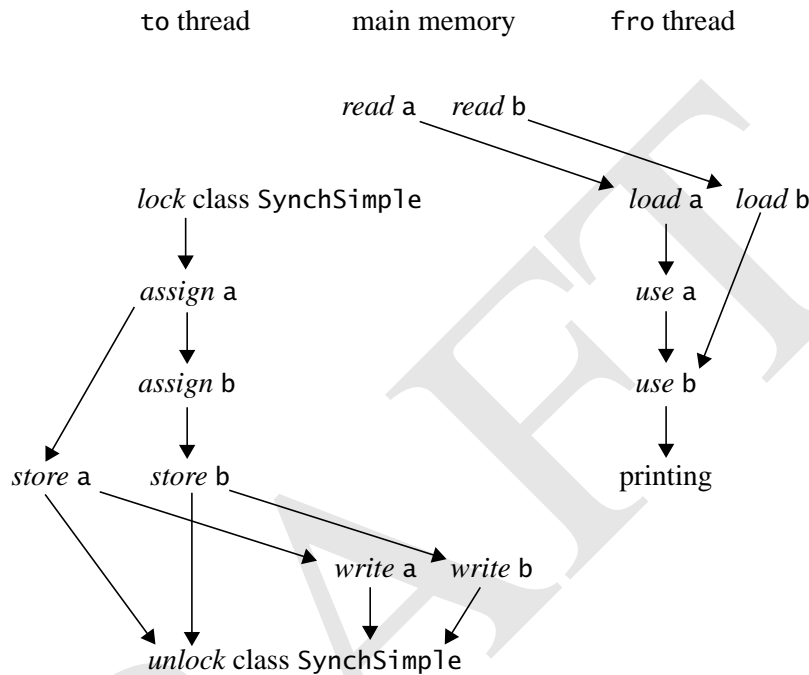 to thread main memory fro thread
read a read b
lock class SynchSimple load a load b
assign a use a
assign b use b
store a store b printing
write a write b
unlock class SynchSimple
DRAFT